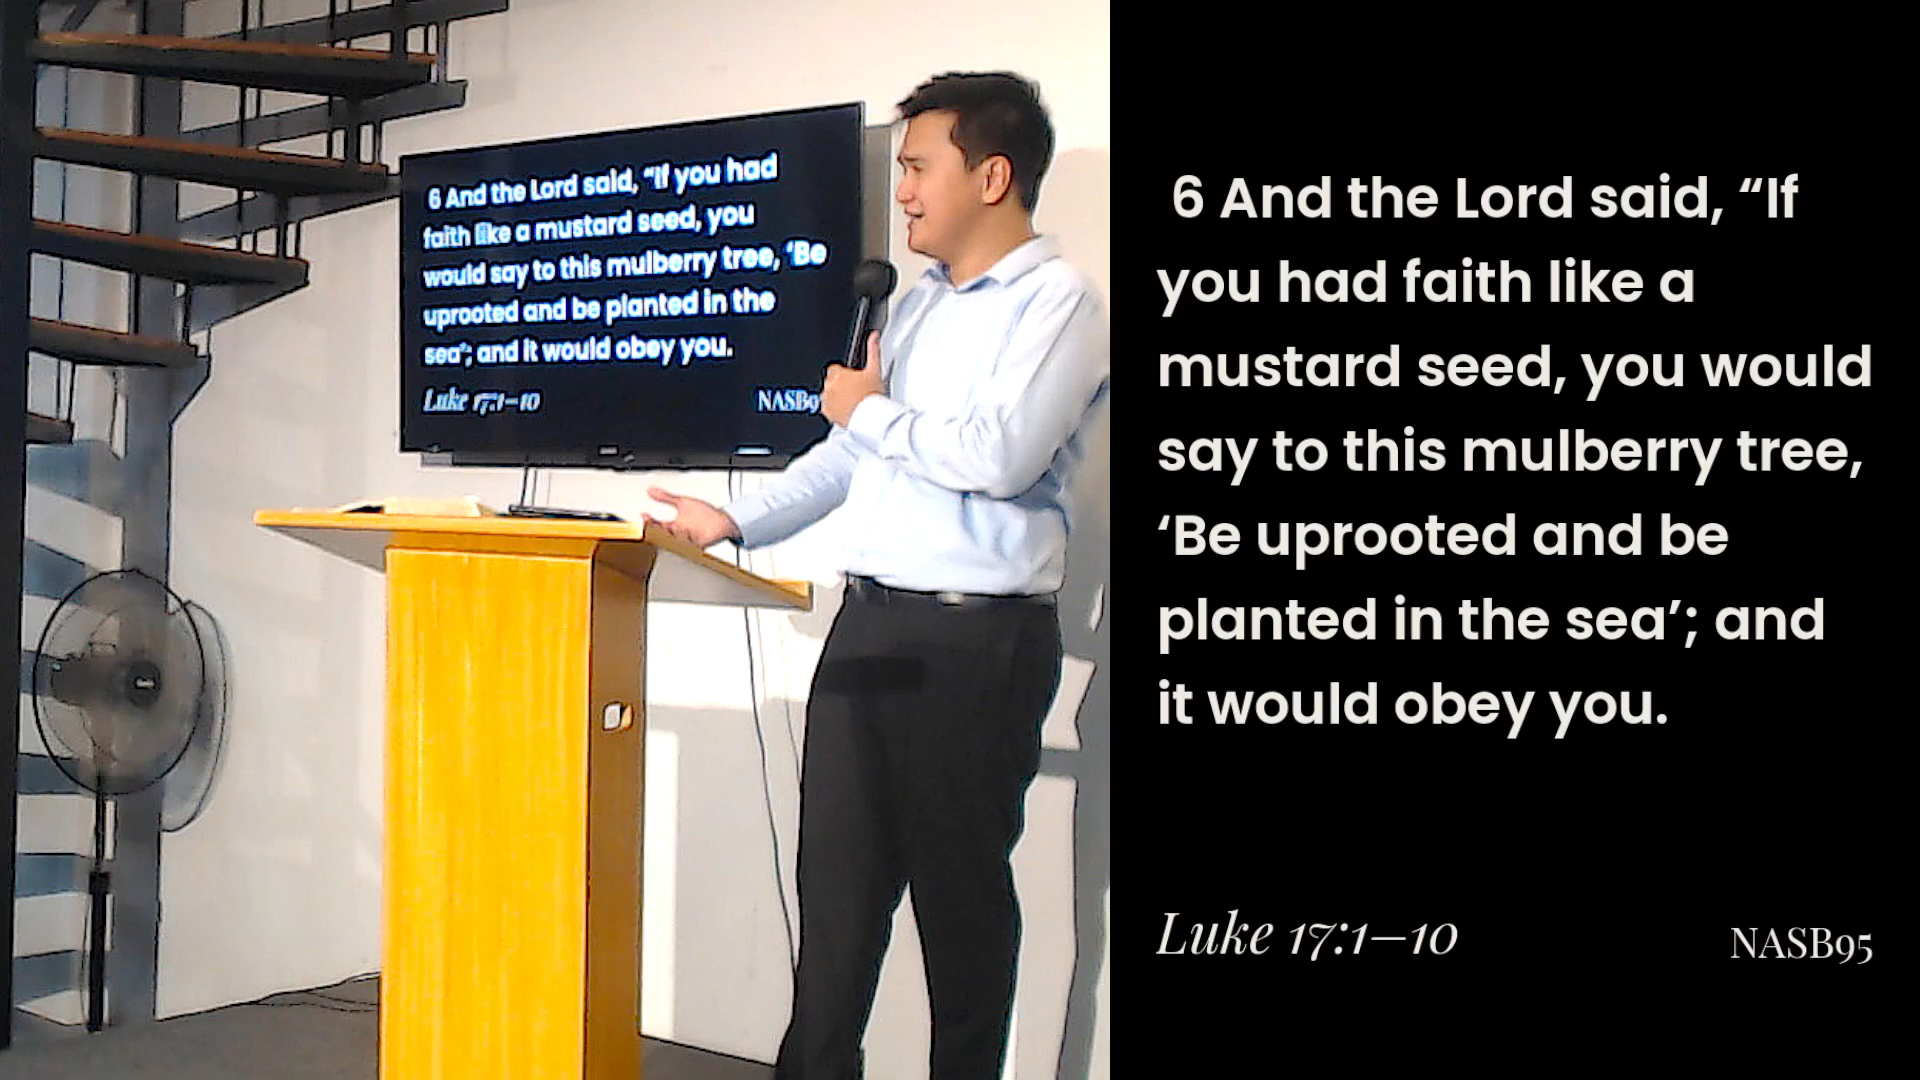 6 And the Lord said, “If you had
faith like a mustard seed, you
would say to this mulberry tree, ‘Be
uprooted and be planted in the
sea’; and it would obey you.
Luke 17:1–10
NASB9
6 And the Lord said, “If
you had faith like a
mustard seed, you would
say to this mulberry tree,
‘Be uprooted and be
planted in the sea’; and
it would obey you.
Luke 17:1–10
NASB95